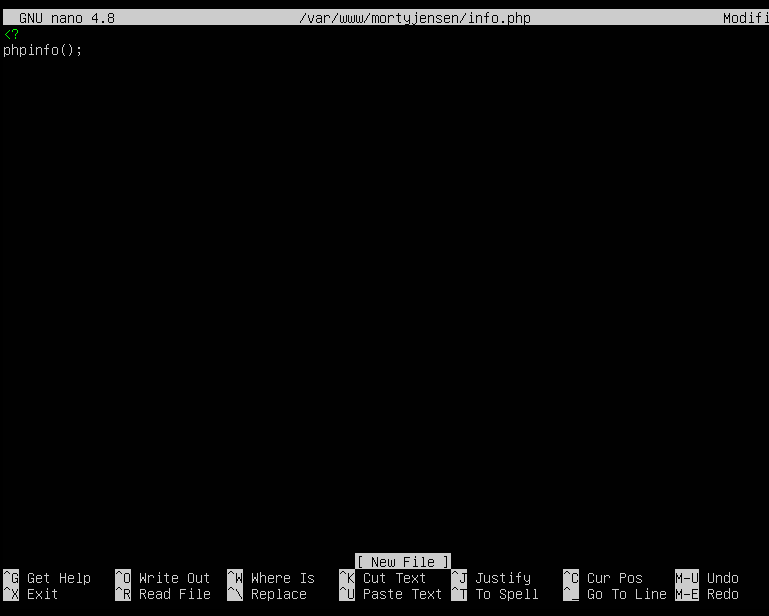 GNU nano 4.8 /var/www/mortyjensen/info.php Modifi
<?
phpinfo();
[ New File ]
^G Get Help ^O Write Out ^W Where Is ^K Cut Text ^J Justify ^C Cur Pos M-U Undo
^X Exit ^R Read File ^\ Replace ^U Paste Text ^T To Spell ^_ Go To Line M-E Redo